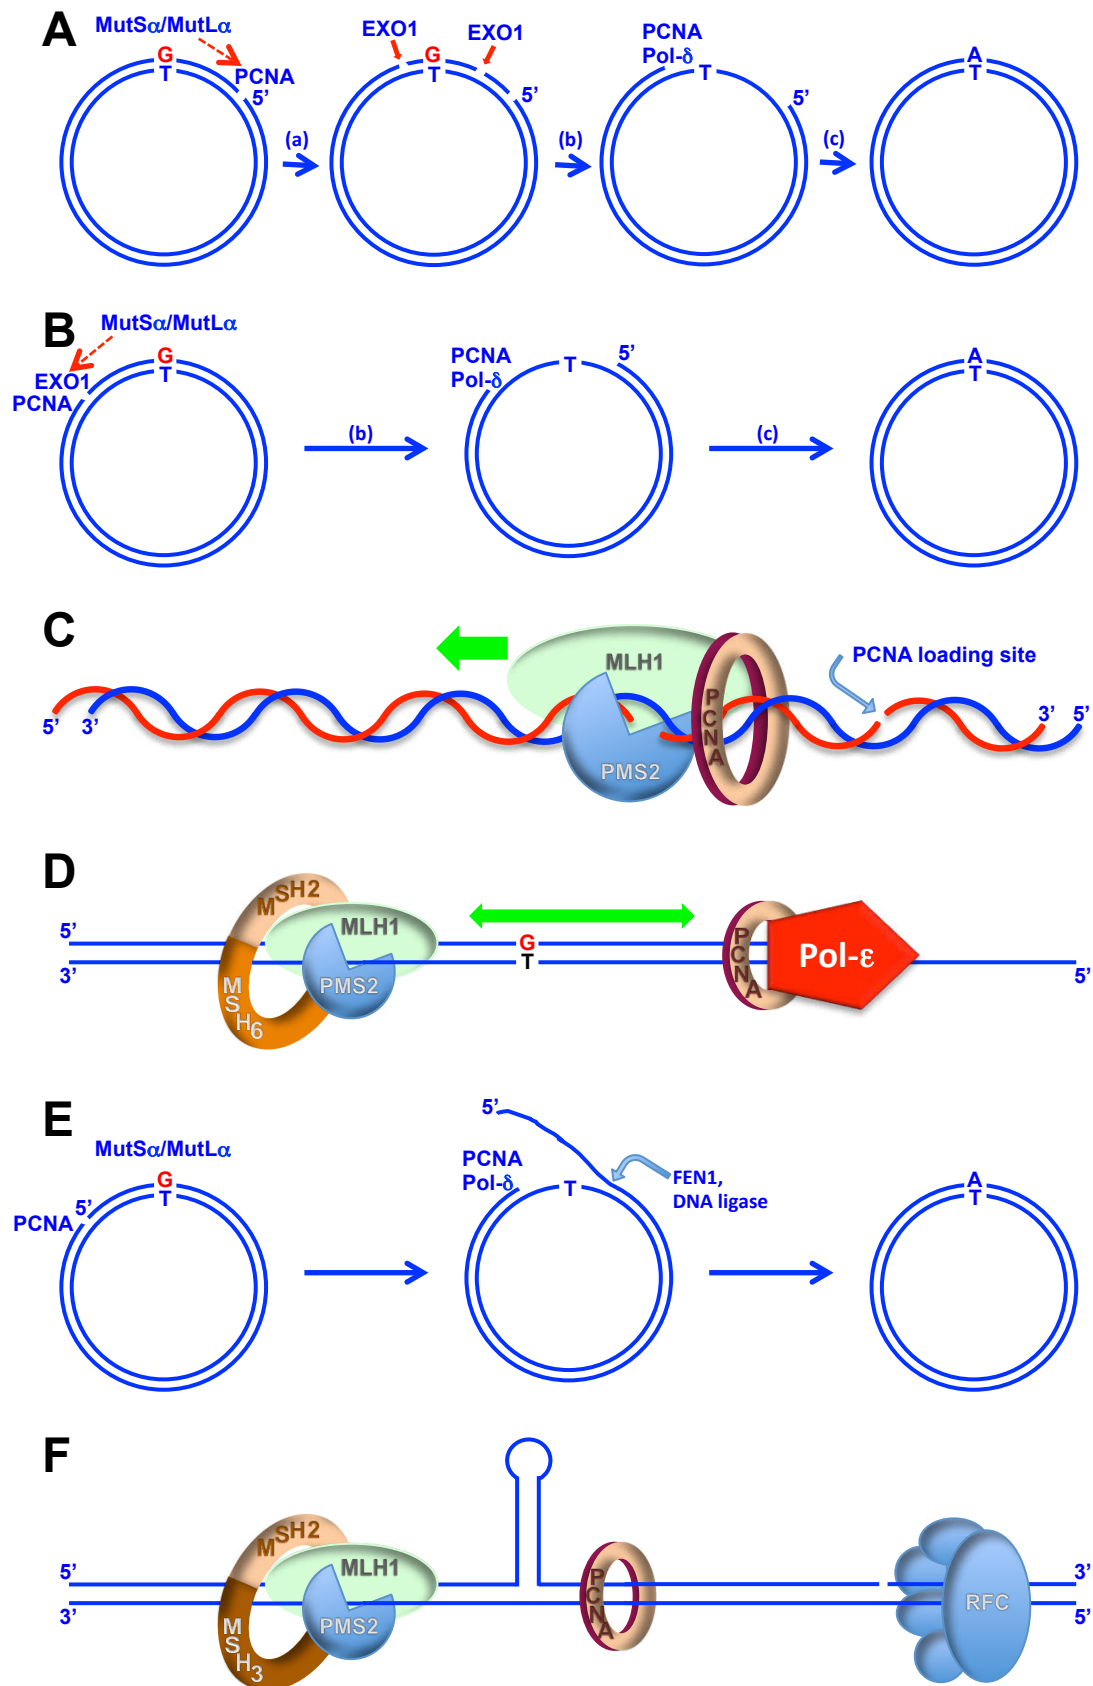 A
MutSα/MutLα
G
T
PCNA
5’
(a)
EXO1
EXO1
G
T
5’
(b)
PCNA
Pol-δ
T
5’
(c)
A
T
B
MutSα/MutLα
G
T
EXO1
PCNA
(b)
PCNA
Pol-δ
T
5’
(c)
A
T
C
MLH1
PCNA loading site
PCNA
PMS2
5’ 3’
3’ 5’
D
MSH2
MLH1
5’
G
T
PCNA
Pol-ε
3’
MSH6
PMS2
5’
E
MutSα/MutLα
G
T
5’
PCNA
5’
PCNA
Pol-δ
T
FEN1,
DNA ligase
A
T
F
MSH2
MLH1
5’
3’
PCNA
RFC
3’
5’
MSH3
PMS2